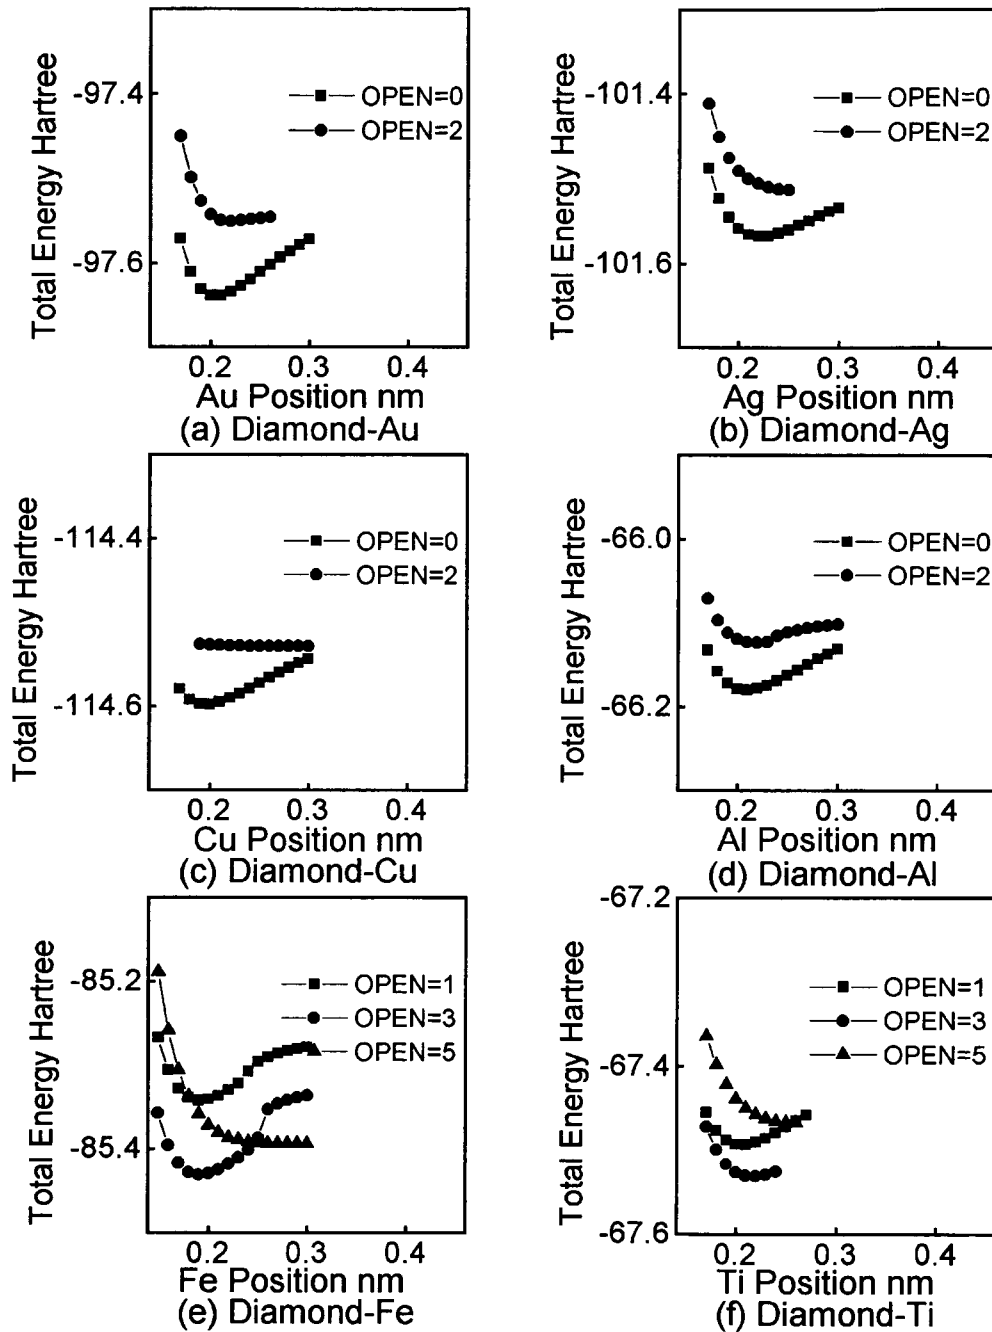 Total Energy Hartree
-97.4
-97.6
OPEN=0
OPEN=2
0.2 0.3 0.4
Au Position nm
(a) Diamond-Au
Total Energy Hartree
-101.4
-101.6
OPEN=0
OPEN=2
0.2 0.3 0.4
Ag Position nm
(b) Diamond-Ag
Total Energy Hartree
-114.4
-114.6
OPEN=0
OPEN=2
0.2 0.3 0.4
Cu Position nm
(c) Diamond-Cu
Total Energy Hartree
-66.0
-66.2
OPEN=0
OPEN=2
0.2 0.3 0.4
Al Position nm
(d) Diamond-Al
Total Energy Hartree
-85.2
-85.4
OPEN=1
OPEN=3
OPEN=5
0.2 0.3 0.4
Fe Position nm
(e) Diamond-Fe
Total Energy Hartree
-67.2
-67.4
-67.6
OPEN=1
OPEN=3
OPEN=5
0.2 0.3 0.4
Ti Position nm
(f) Diamond-Ti